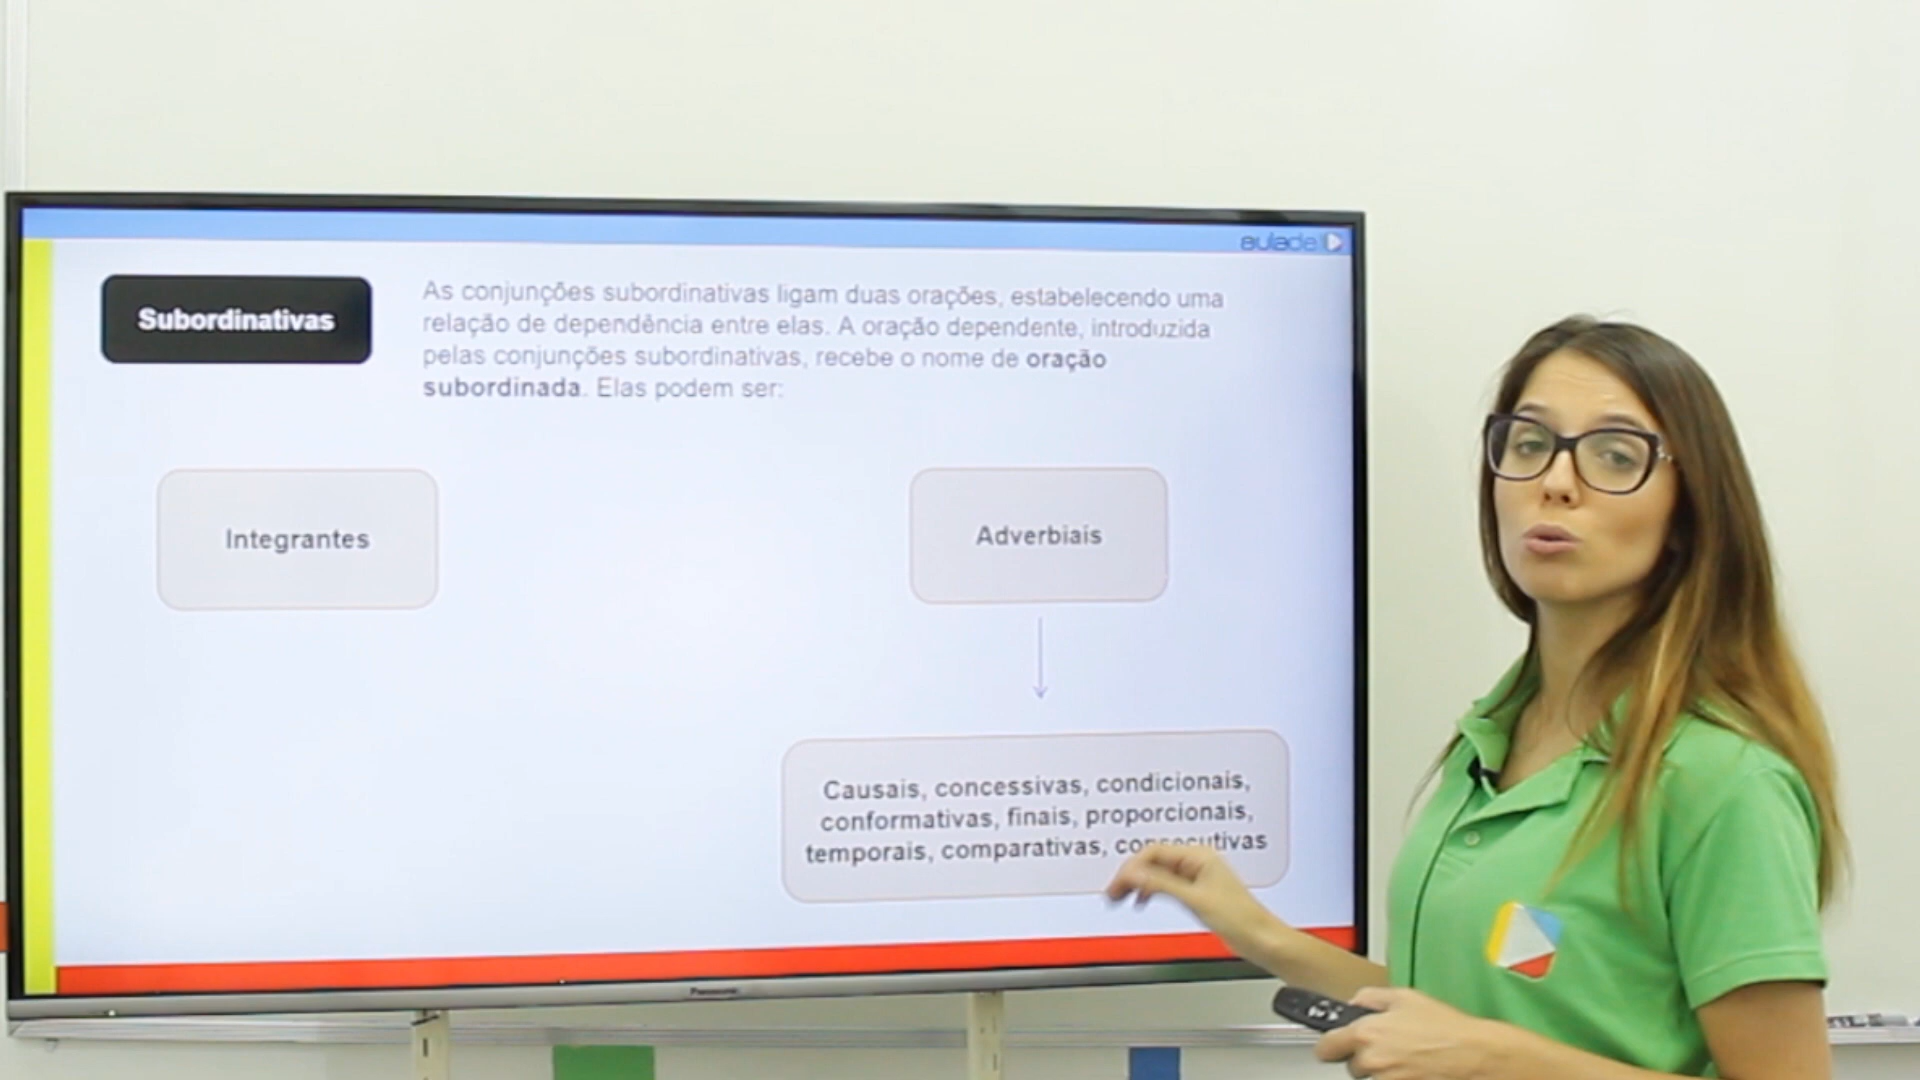 aulade
Subordinativas
As conjunções subordinativas ligam duas orações, estabelecendo uma
relação de dependência entre elas. A oração dependente, introduzida
pelas conjunções subordinativas, recebe o nome de oração
subordinada. Elas podem ser:
Integrantes
Adverbiais
Causais, concessivas, condicionais,
conformativas, finais, proporcionais,
temporais, comparativas, consecutivas
Panasonic